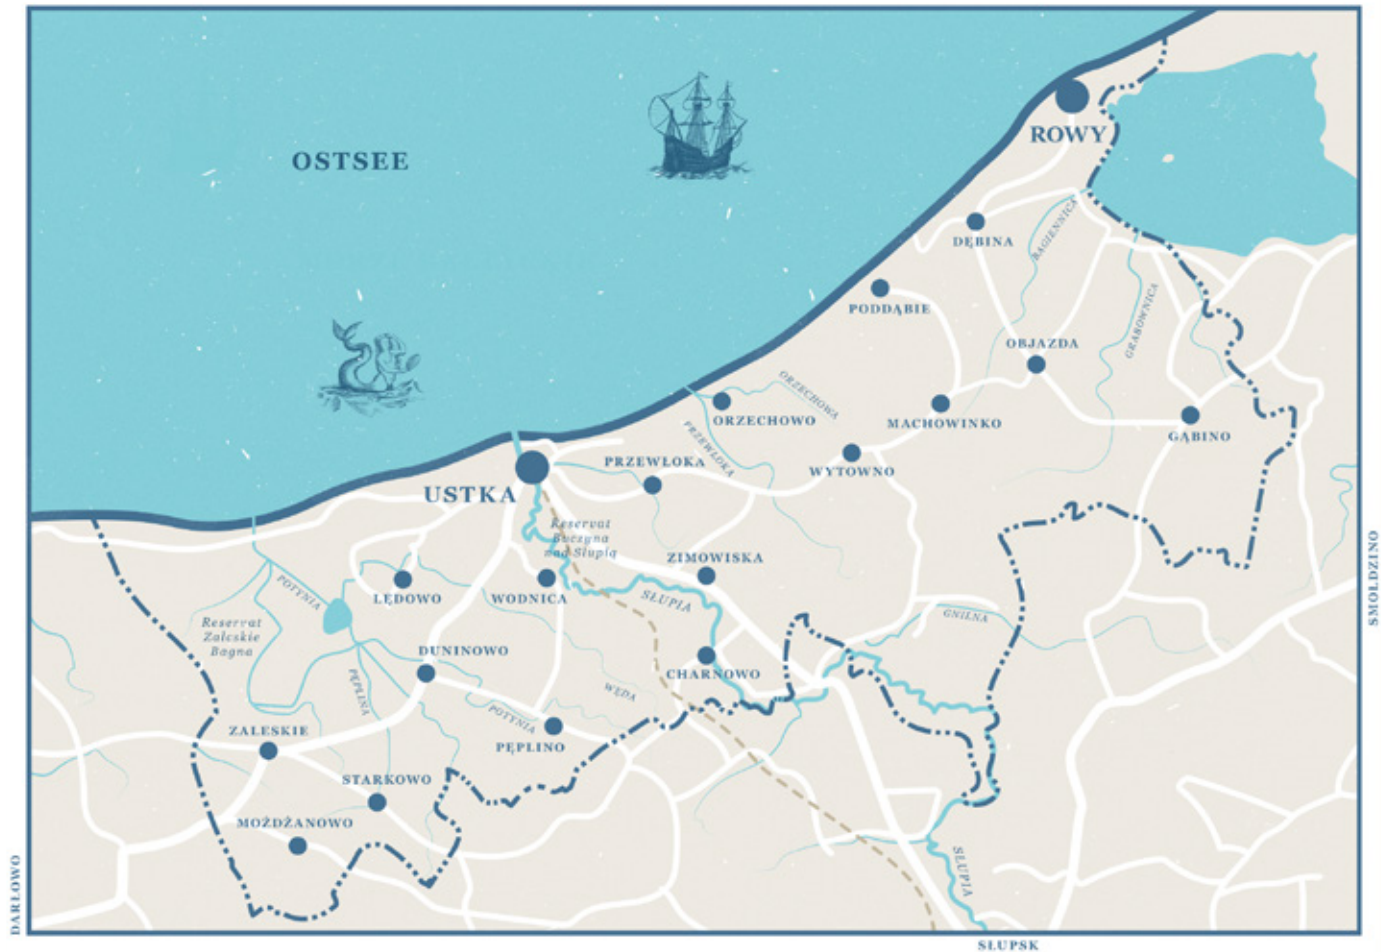 OSTSEE
ROWY
DĘBINA
BAGIENNICA
PODDĄBIE
GRABOWNICA
OBJAZDA
ORZECHOWA
ORZECHOWO
MACHOWINKO
GĄBINO
PRZEWŁOKA
PRZEWŁOKA
WYTOWNO
USTKA
Reservat
Buczyna
nad Słupią
ZIMOWISKA
SMOŁDZINO
POTYNIA
LĘDOWO
WODNICA
SŁUPIA
GNILNA
Reservat
Zaleskie
Bagna
DUNINOWO
CHARNOWO
PĘPLINA
WĘDA
POTYNIA
ZALESKIE
PĘPLINO
STARKOWO
MOŻDŻANOWO
SŁUPIA
DARŁOWO
SŁUPSK